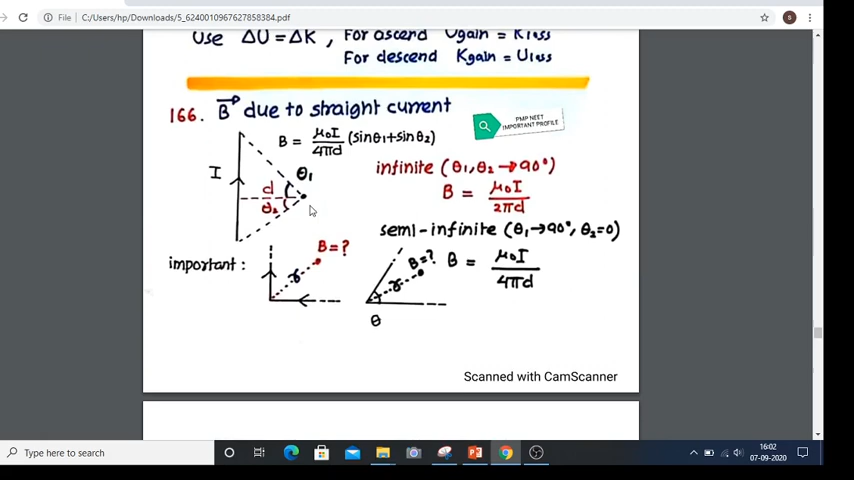 File
C:/Users/hp/Downloads/5_6240010967627858384.pdf
S
Use ΔU = ΔK, For ascend Ugain = Kloss
For descend Kgain = Uloss
166. B due to straight current
PMP NEET
IMPORTANT PROFILE
B = μ₀I/4πd (sinθ1+sinθ2)
I
θ1
d
θ2
infinite (θ1,θ2 → 90°)
B = μ₀I/2πd
semi-infinite (θ1→90°, θ2=0)
B = μ₀I/4πd
important:
B = ?
r
B=?
r
θ
Scanned with CamScanner
Type here to search
16:02
07-09-2020